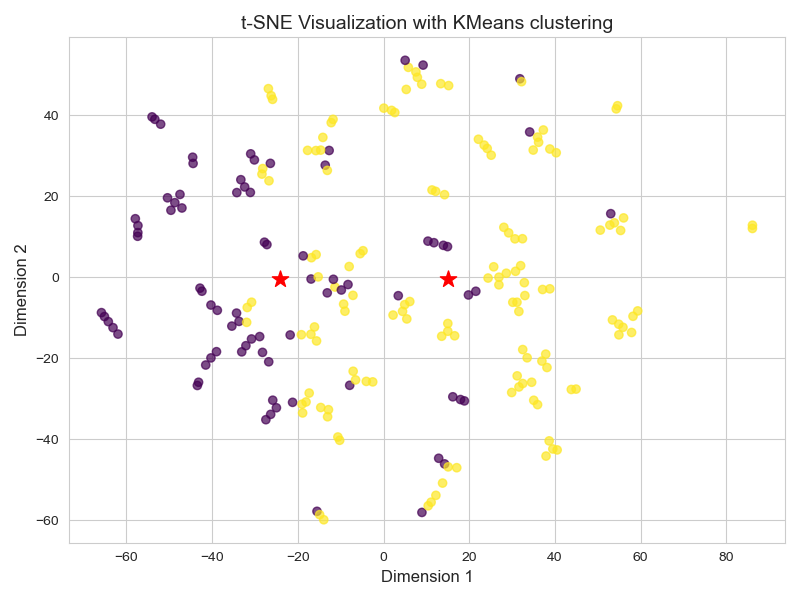 t-SNE Visualization with KMeans clustering
40
20
0
−20
−40
−60
Dimension 2
−60 −40 −20 0 20 40 60 80
Dimension 1